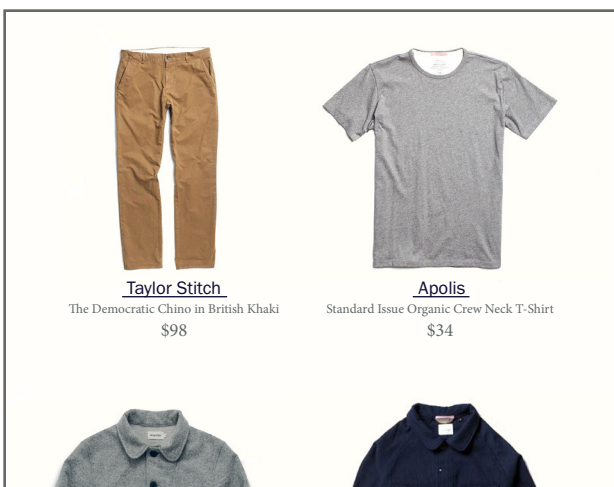 Taylor Stitch
The Democratic Chino in British Khaki
$98
Apolis
Standard Issue Organic Crew Neck T-Shirt
$34